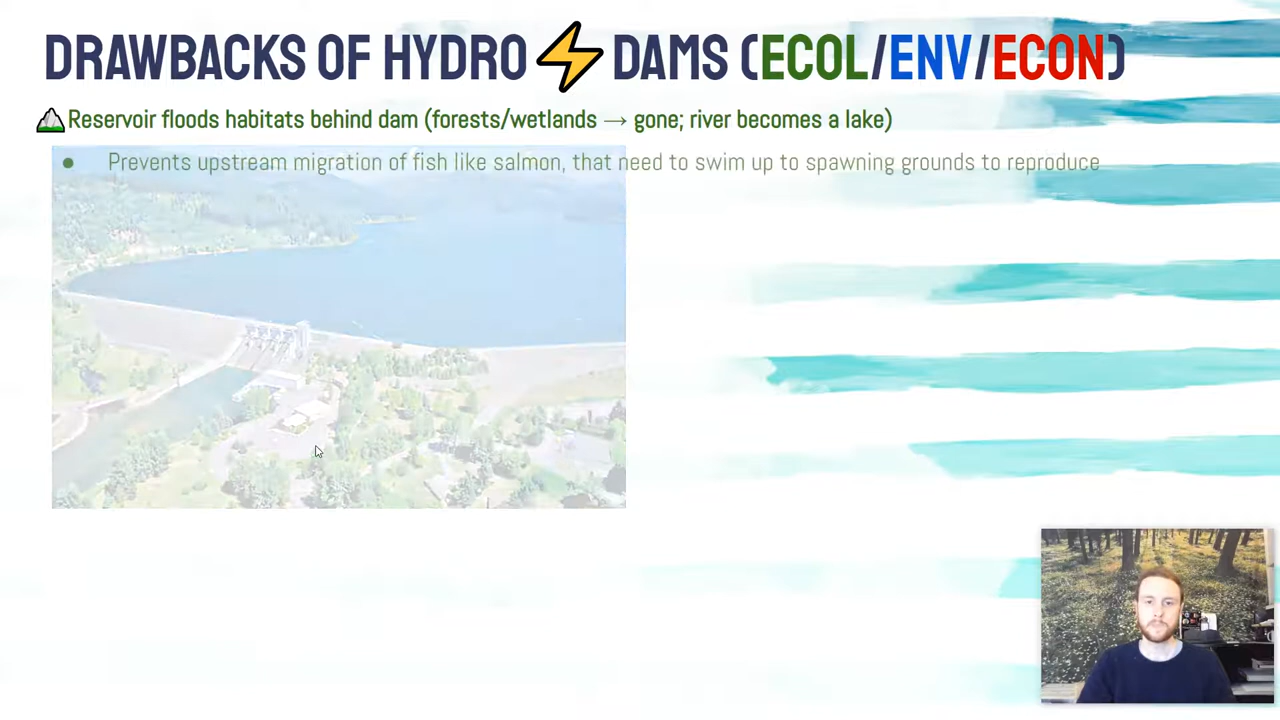 DRAWBACKS OF HYDRO ⚡ DAMS (ECOL/ENV/ECON)
Reservoir floods habitats behind dam (forests/wetlands → gone; river becomes a lake)
● Prevents upstream migration of fish like salmon, that need to swim up to spawning grounds to reproduce